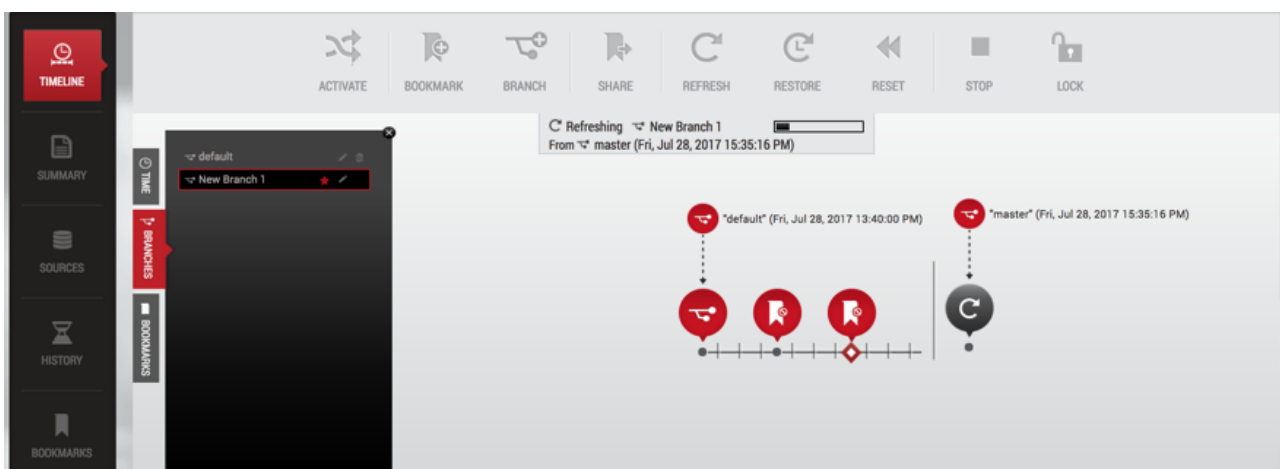 TIMELINE
SUMMARY
SOURCES
HISTORY
BOOKMARKS
ACTIVATE
BOOKMARK
BRANCH
SHARE
REFRESH
RESTORE
RESET
STOP
LOCK
Refreshing New Branch 1
From master (Fri, Jul 28, 2017 15:35:16 PM)
TIME
BRANCHES
BOOKMARKS
default
New Branch 1
"default" (Fri, Jul 28, 2017 13:40:00 PM)
"master" (Fri, Jul 28, 2017 15:35:16 PM)